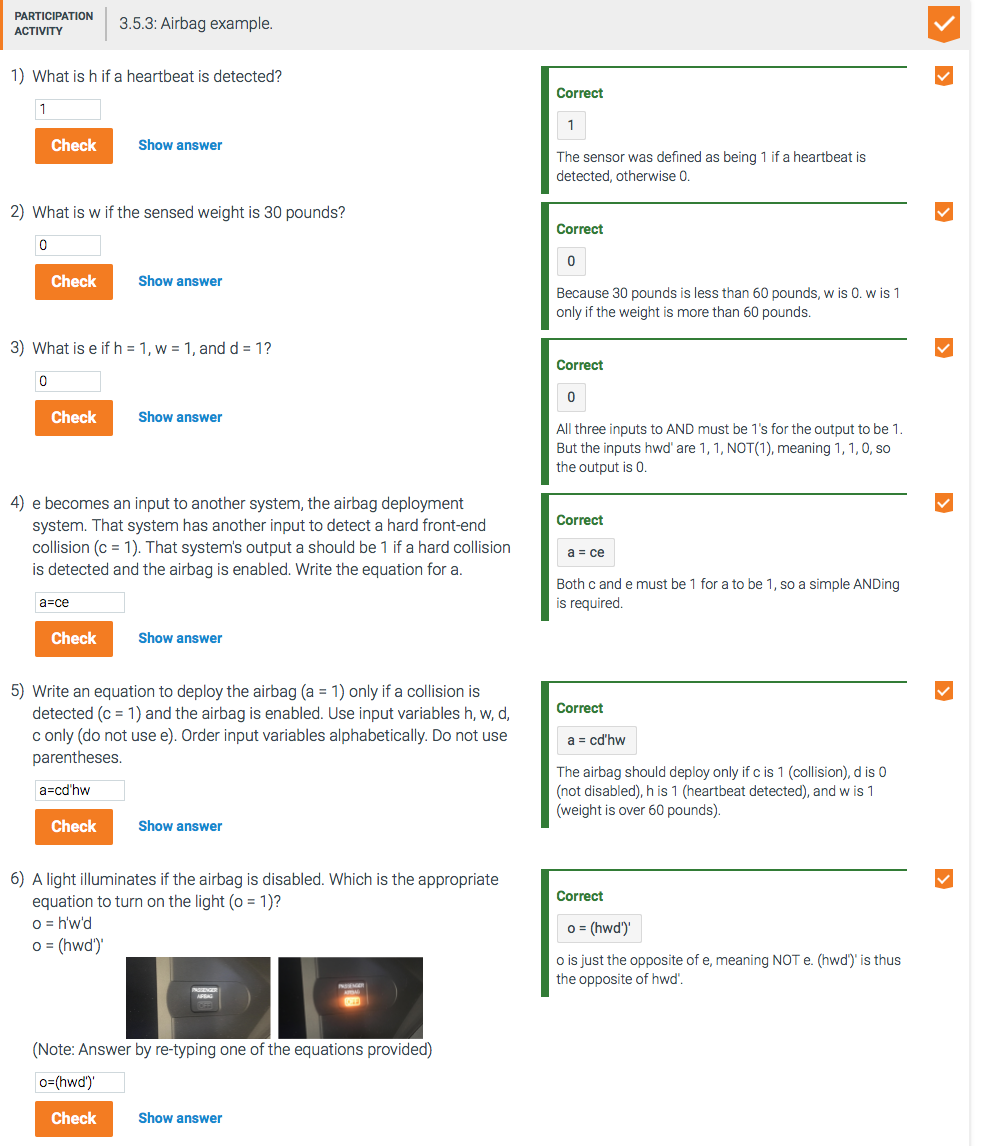 PARTICIPATION
ACTIVITY
3.5.3: Airbag example.
1) What is h if a heartbeat is detected?
1
Check
Show answer
Correct
1
The sensor was defined as being 1 if a heartbeat is
detected, otherwise 0.
2) What is w if the sensed weight is 30 pounds?
0
Check
Show answer
Correct
0
Because 30 pounds is less than 60 pounds, w is 0. w is 1
only if the weight is more than 60 pounds.
3) What is e if h = 1, w = 1, and d = 1?
0
Check
Show answer
Correct
0
All three inputs to AND must be 1's for the output to be 1.
But the inputs hwd' are 1, 1, NOT(1), meaning 1, 1, 0, so
the output is 0.
4) e becomes an input to another system, the airbag deployment
system. That system has another input to detect a hard front-end
collision (c = 1). That system's output a should be 1 if a hard collision
is detected and the airbag is enabled. Write the equation for a.
a=ce
Check
Show answer
Correct
a = ce
Both c and e must be 1 for a to be 1, so a simple ANDing
is required.
5) Write an equation to deploy the airbag (a = 1) only if a collision is
detected (c = 1) and the airbag is enabled. Use input variables h, w, d,
c only (do not use e). Order input variables alphabetically. Do not use
parentheses.
a=cd'hw
Check
Show answer
Correct
a = cd'hw
The airbag should deploy only if c is 1 (collision), d is 0
(not disabled), h is 1 (heartbeat detected), and w is 1
(weight is over 60 pounds).
6) A light illuminates if the airbag is disabled. Which is the appropriate
equation to turn on the light (o = 1)?
o = h'w'd
o = (hwd')'
PASSENGER
AIRBAG
PASSENGER
AIRBAG
(Note: Answer by re-typing one of the equations provided)
o=(hwd')'
Check
Show answer
Correct
o = (hwd')'
o is just the opposite of e, meaning NOT e. (hwd')' is thus
the opposite of hwd'.